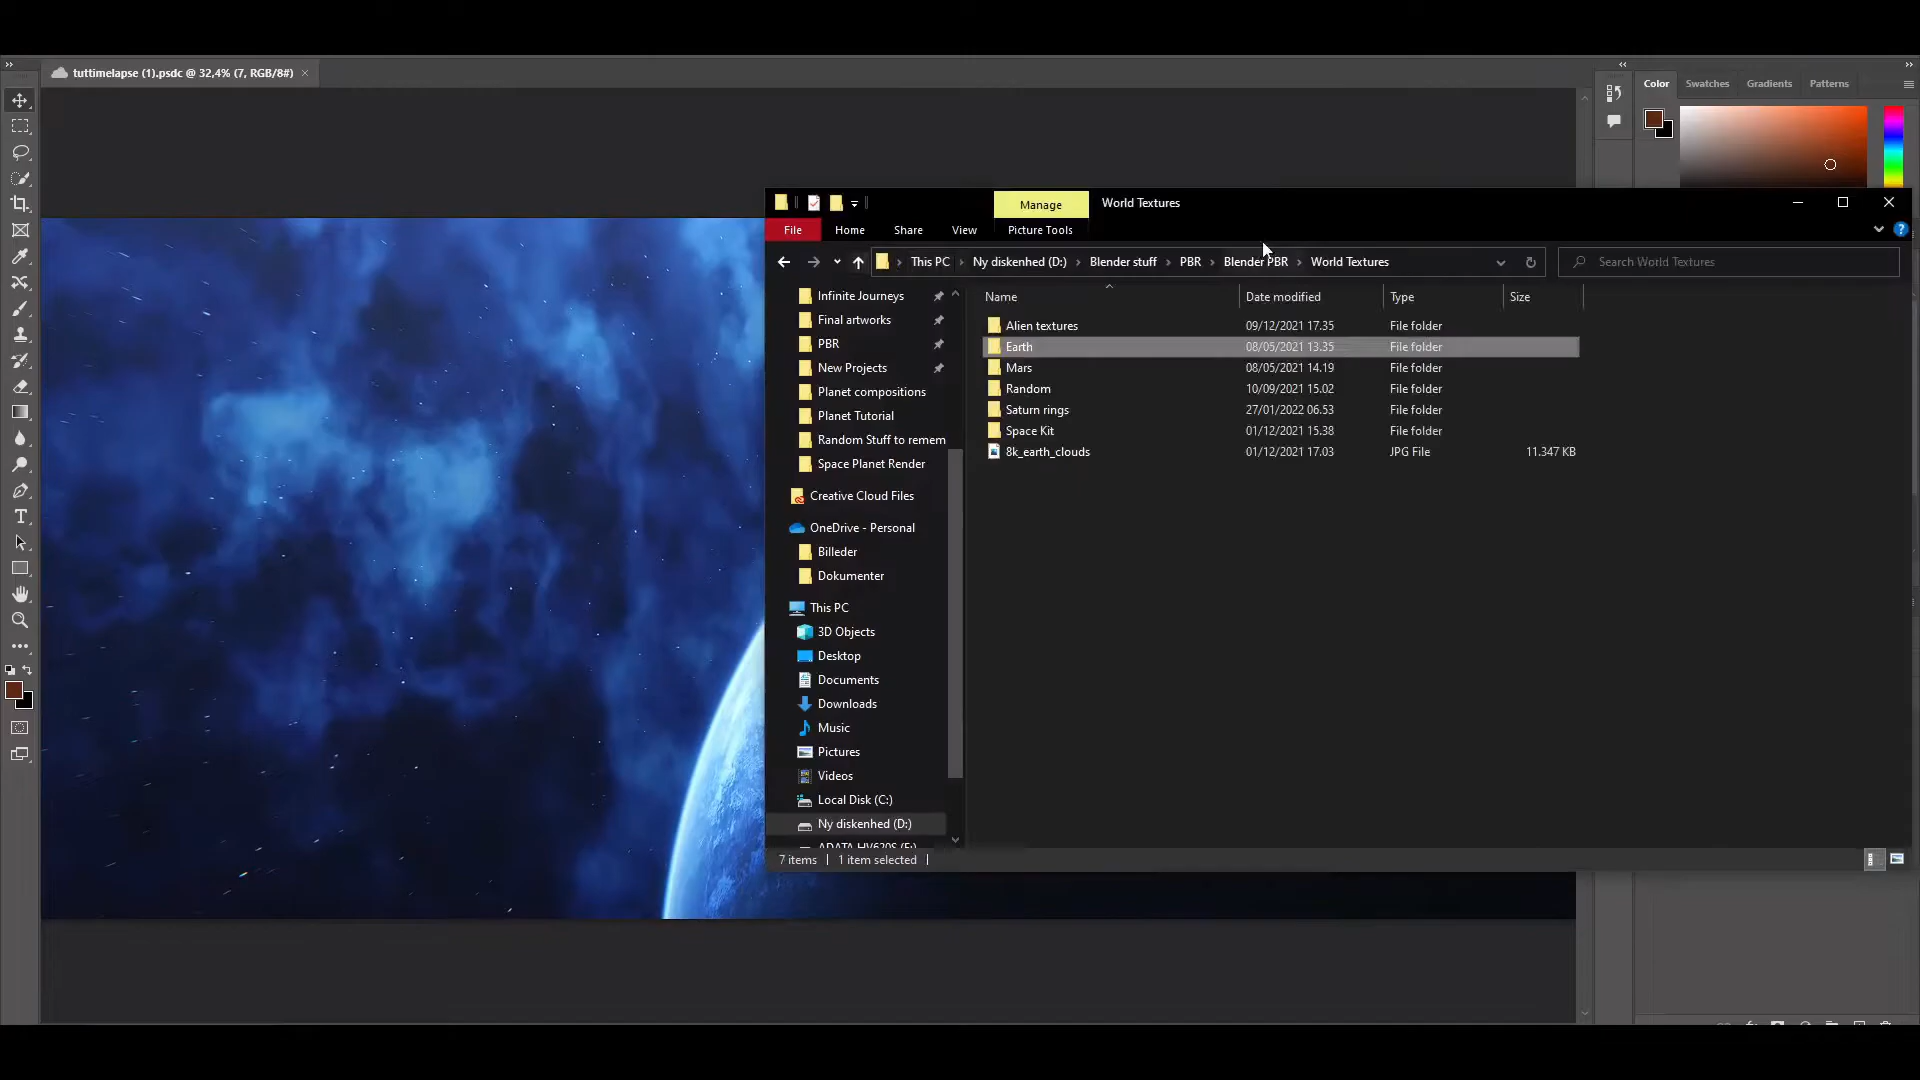 tuttimelapse (1).psdc @ 32,4% (7, RGB/8#)
Color
Swatches
Gradients
Patterns
Manage
World Textures
File
Home
Share
View
Picture Tools
This PC
Ny diskenhed (D:)
Blender stuff
PBR
Blender PBR
World Textures
Search World Textures
Infinite Journeys
Final artworks
PBR
New Projects
Planet compositions
Planet Tutorial
Random Stuff to remem
Space Planet Render
Creative Cloud Files
OneDrive - Personal
Billeder
Dokumenter
This PC
3D Objects
Desktop
Documents
Downloads
Music
Pictures
Videos
Local Disk (C:)
Ny diskenhed (D:)
ADATA HV620S (E:)
Name Date modified Type Size
Alien textures 09/12/2021 17.35 File folder
Earth 08/05/2021 13.35 File folder
Mars 08/05/2021 14.19 File folder
Random 10/09/2021 15.02 File folder
Saturn rings 27/01/2022 06.53 File folder
Space Kit 01/12/2021 15.38 File folder
8k_earth_clouds 01/12/2021 17.03 JPG File 11.347 KB
7 items
1 item selected